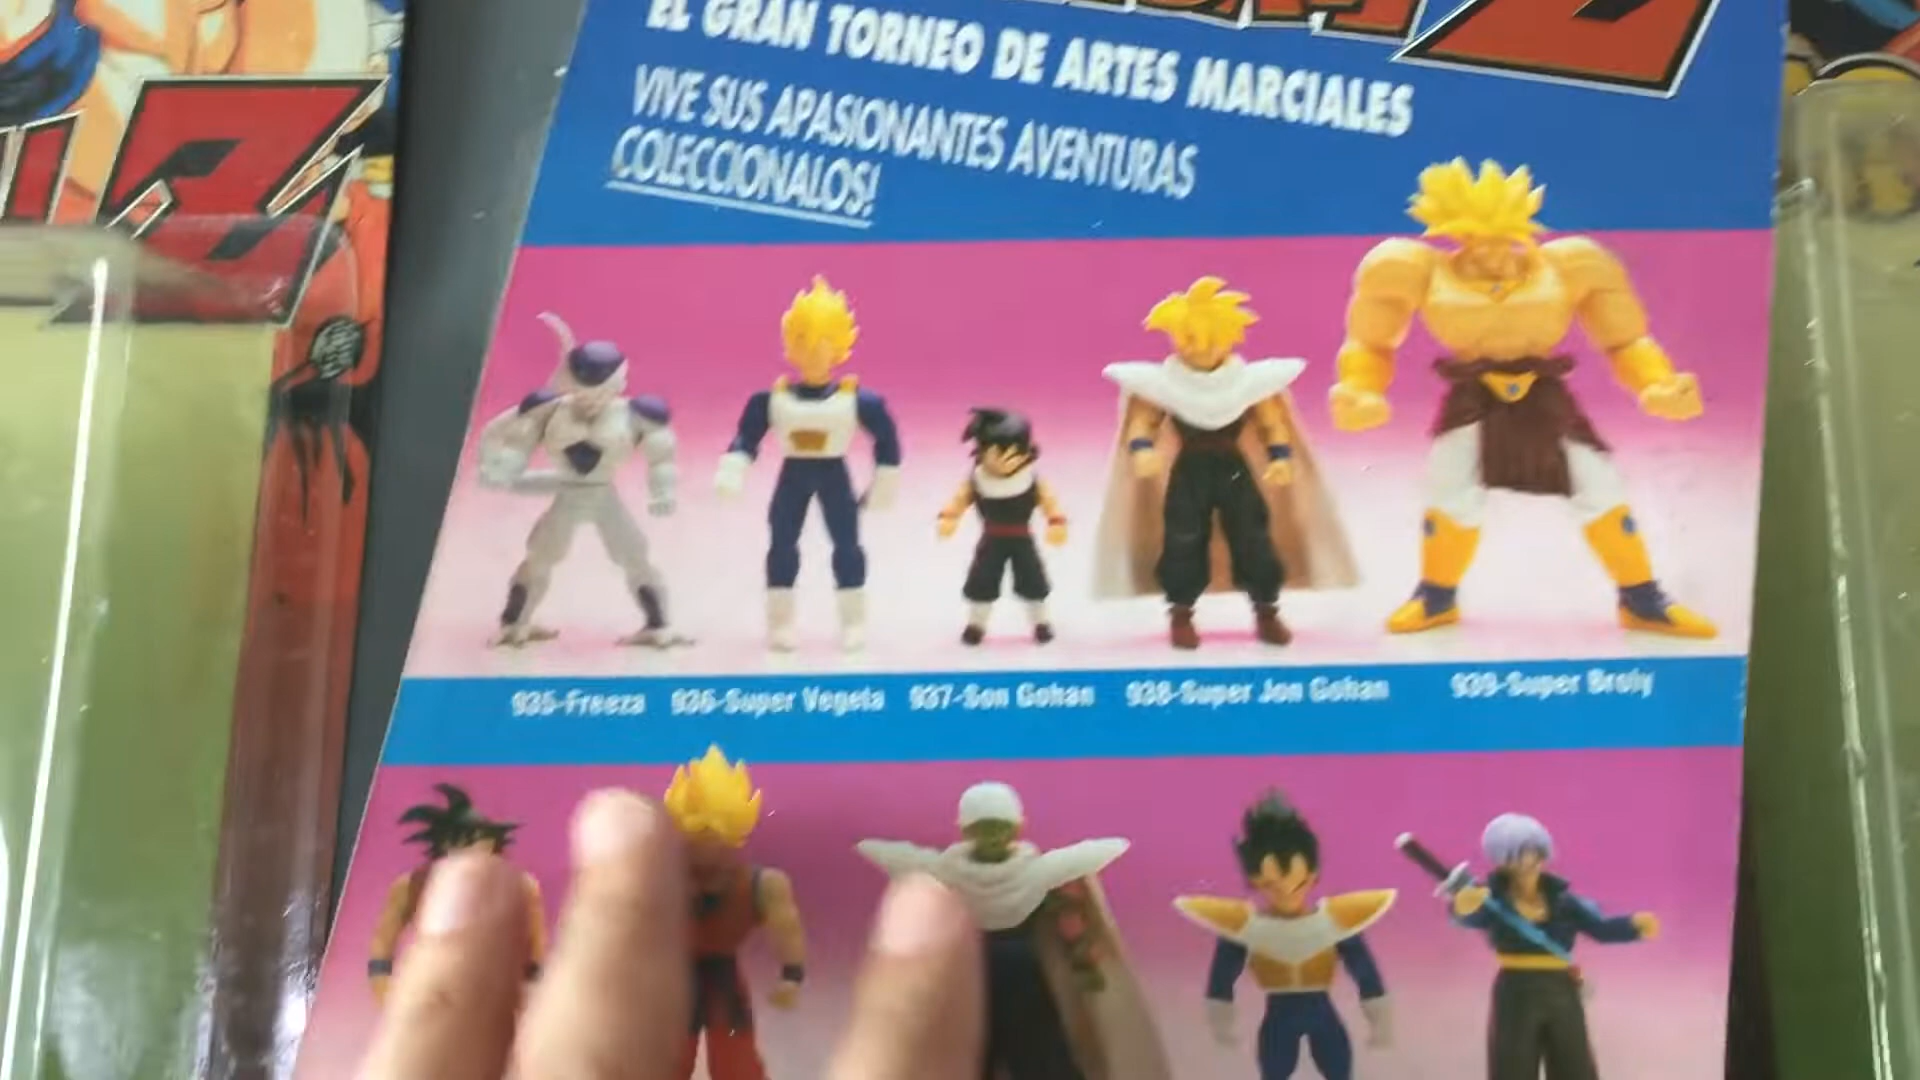 Z
EL GRAN TORNEO DE ARTES MARCIALES
VIVE SUS APASIONANTES AVENTURAS
COLECCIONALOS!
935-Freeza 936-Super Vegeta 937-Son Gohan 938-Super Jon Gohan 939-Super Broly
Z